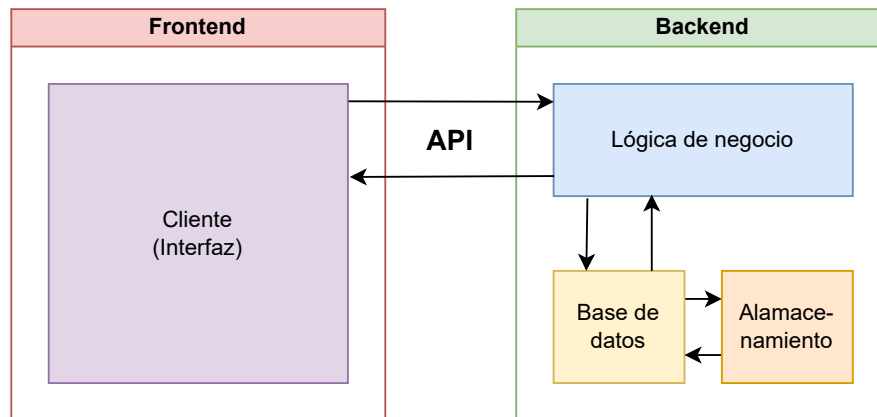 Frontend
Backend
API
Lógica de negocio
Cliente
(Interfaz)
Base de
datos
Alamace-
namiento